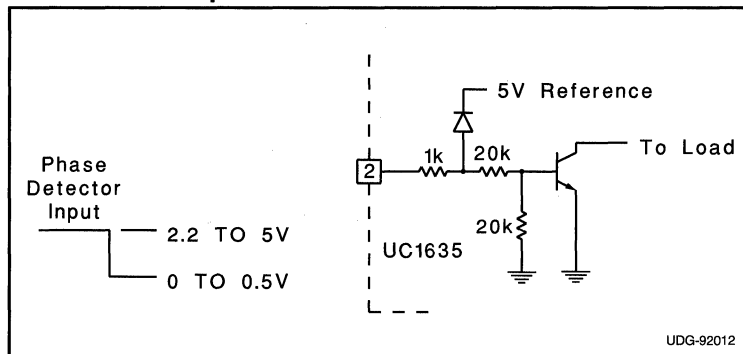 5V Reference
To Load
1k
20k
2
20k
UC1635
Phase
Detector
Input
2.2 TO 5V
0 TO 0.5V
UDG-92012